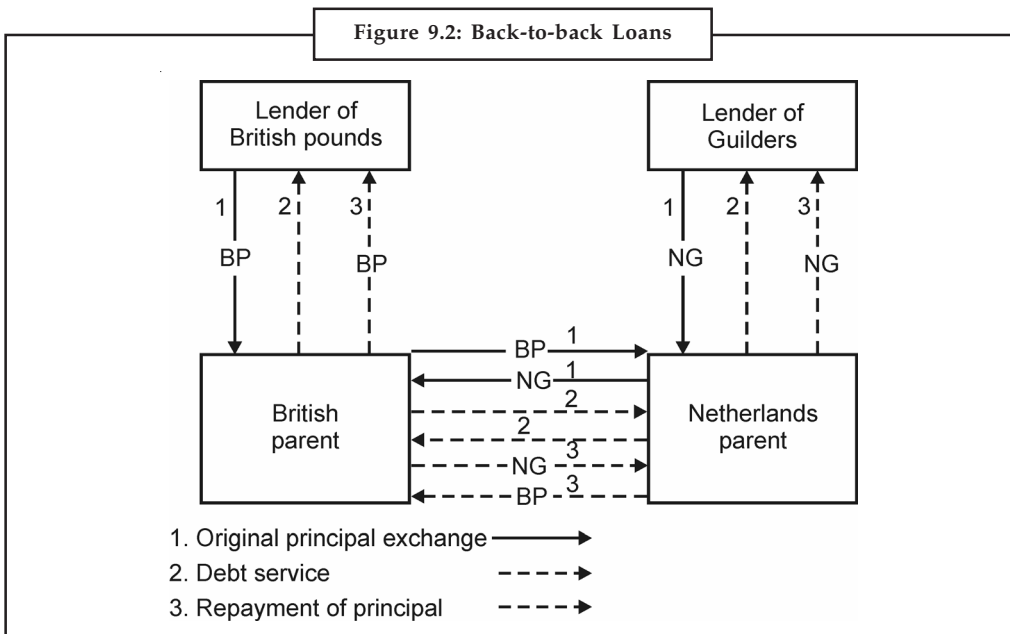 Figure 9.2: Back-to-back Loans
Lender of
British pounds
Lender of
Guilders
1
2
3
1
2
3
BP
BP
NG
NG
BP
1
NG
1
2
2
NG
3
BP
3
British
parent
Netherlands
parent
1. Original principal exchange
2. Debt service
3. Repayment of principal